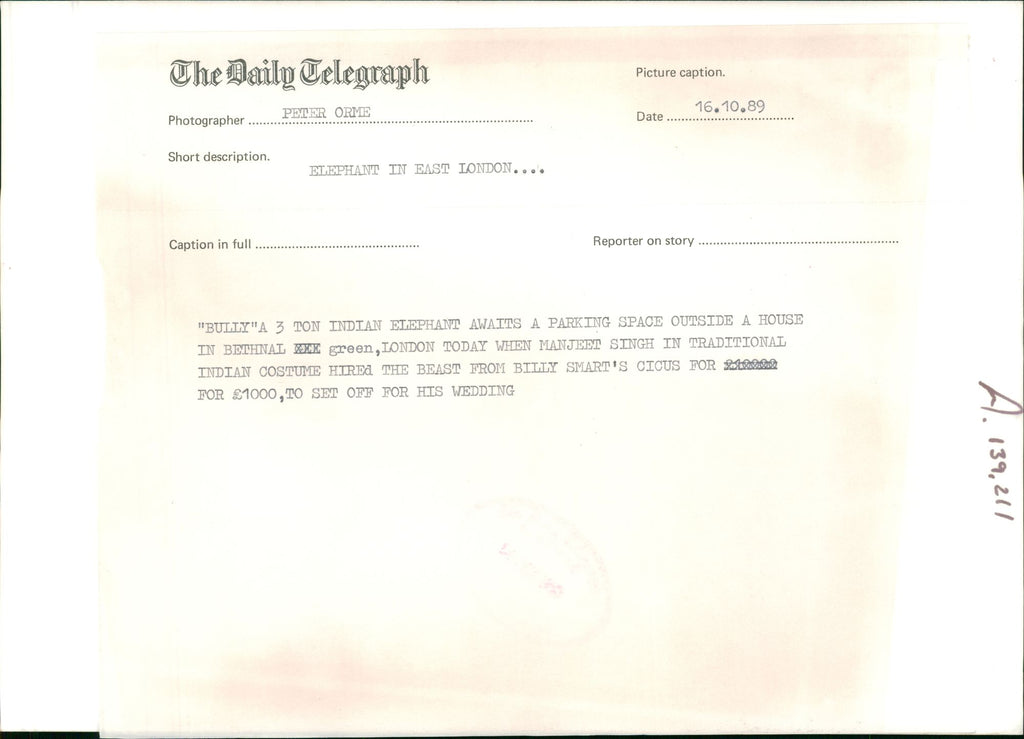 The Daily Telegraph
Picture caption.
Photographer PETER ORME
Date 16.10.89
Short description.
ELEPHANT IN EAST LONDON....
Caption in full
Reporter on story
"BULLY"A 3 TON INDIAN ELEPHANT AWAITS A PARKING SPACE OUTSIDE A HOUSE
IN BETHNAL XXX green,LONDON TODAY WHEN MANJEET SINGH IN TRADITIONAL
INDIAN COSTUME HIREd THE BEAST FROM BILLY SMART'S CICUS FOR
FOR £1000,TO SET OFF FOR HIS WEDDING
A. 139,211